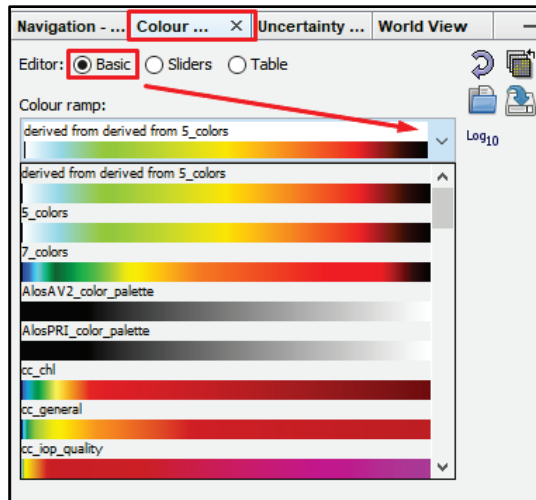 Navigation - ... Colour ... × Uncertainty ... World View
Editor: Basic Sliders Table
Colour ramp:
derived from derived from 5_colors
Log10
derived from derived from 5_colors
5_colors
7_colors
AlosAV2_color_palette
AlosPRI_color_palette
cc_chl
cc_general
cc_iop_quality